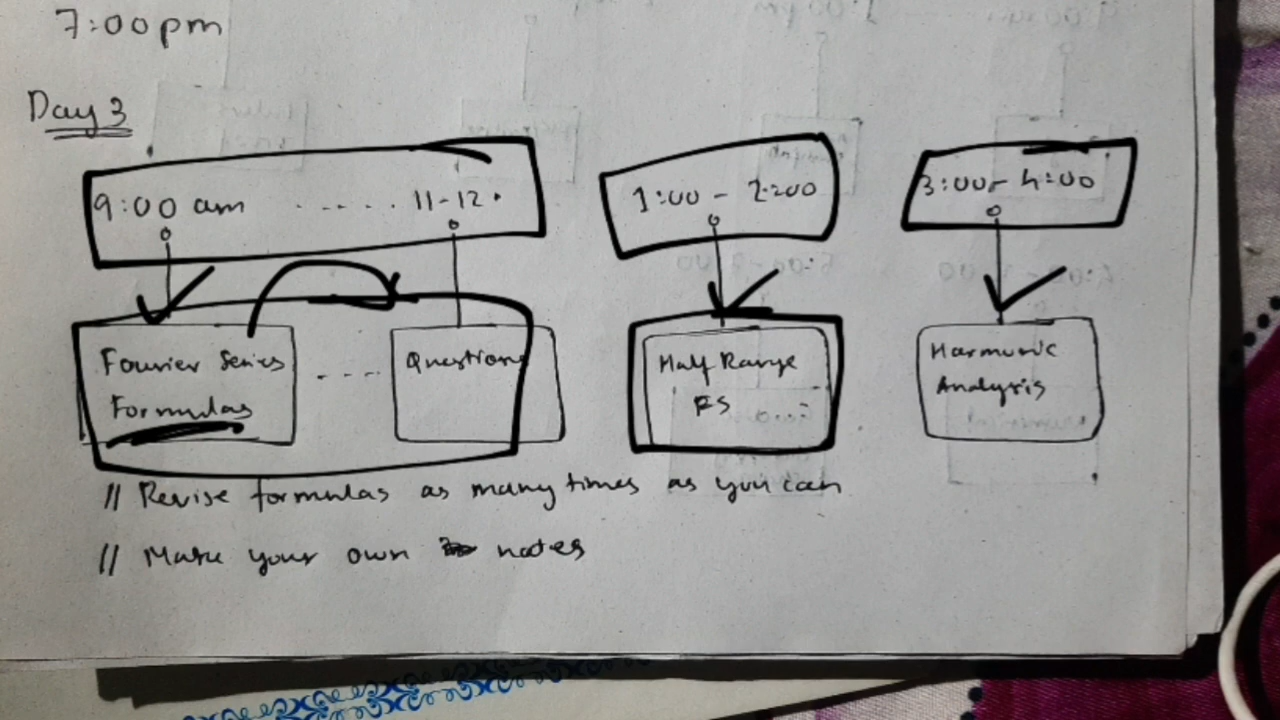 7:00pm
Day 3
9:00 am ..... 11-12.
1:00 - 2:00
3:00- 4:00
Fourier Series
Formulas
....
Questions
Half Range
FS
Harmonic
Analysis
// Revise formulas as many times as you can
// Make your own notes